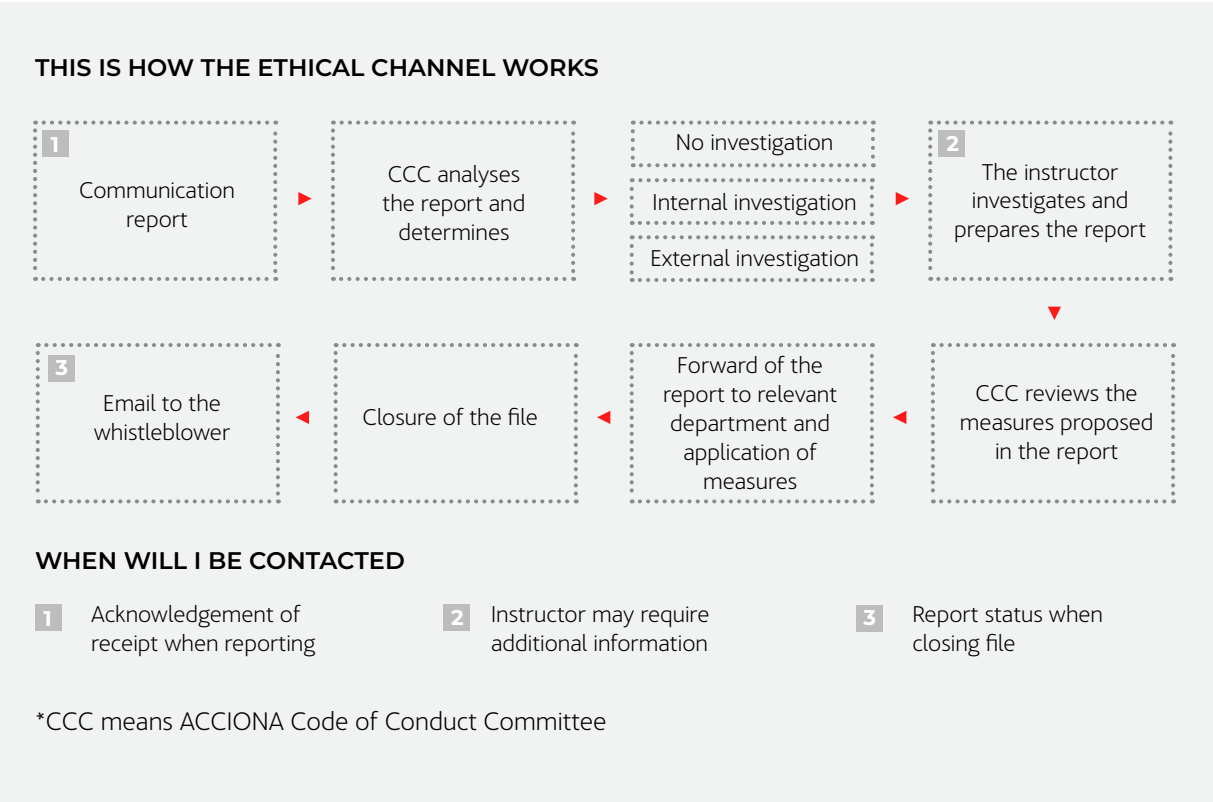 THIS IS HOW THE ETHICAL CHANNEL WORKS
1
Communication
report
CCC analyses
the report and
determines
No investigation
Internal investigation
External investigation
2
The instructor
investigates and
prepares the report
3
Email to the
whistleblower
Closure of the file
Forward of the
report to relevant
department and
application of
measures
CCC reviews the
measures proposed
in the report
WHEN WILL I BE CONTACTED
1
Acknowledgement of
receipt when reporting
2
Instructor may require
additional information
3
Report status when
closing file
*CCC means ACCIONA Code of Conduct Committee